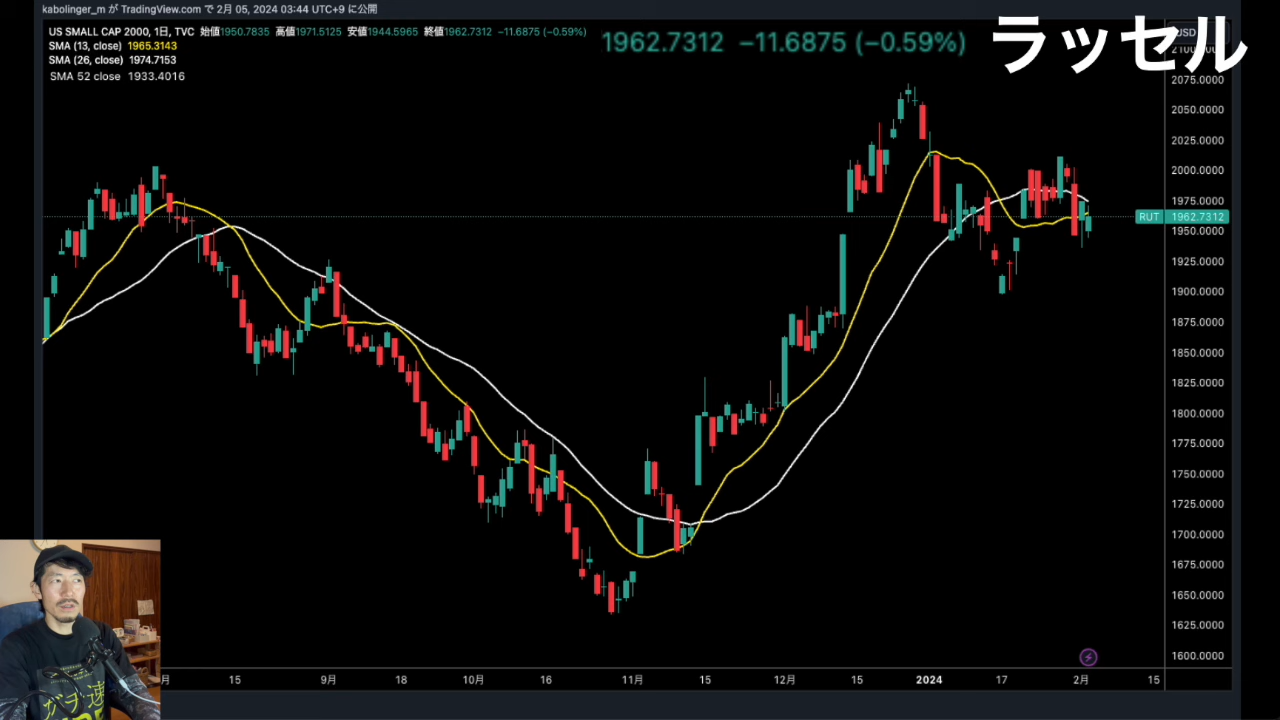 kabolinger_m が TradingView.com で 2月 05, 2024 03:44 UTC+9 に公開
ラッセル
US SMALL CAP 2000, 1日, TVC 始値1950.7835 高値1971.5125 安値1944.5965 終値1962.7312 −11.6875 (−0.59%)
1962.7312 −11.6875 (−0.59%)
SMA (13, close) 1965.3143
SMA (26, close) 1974.7153
SMA 52 close 1933.4016
2075.0000
2050.0000
2025.0000
2000.0000
1975.0000
RUT 1962.7312
1950.0000
1925.0000
1900.0000
1875.0000
1850.0000
1825.0000
1800.0000
1775.0000
1750.0000
1725.0000
1700.0000
1675.0000
1650.0000
1625.0000
1600.0000
月 15 9月 18 10月 16 11月 15 12月 15 2024 17 2月 15
ガチ速